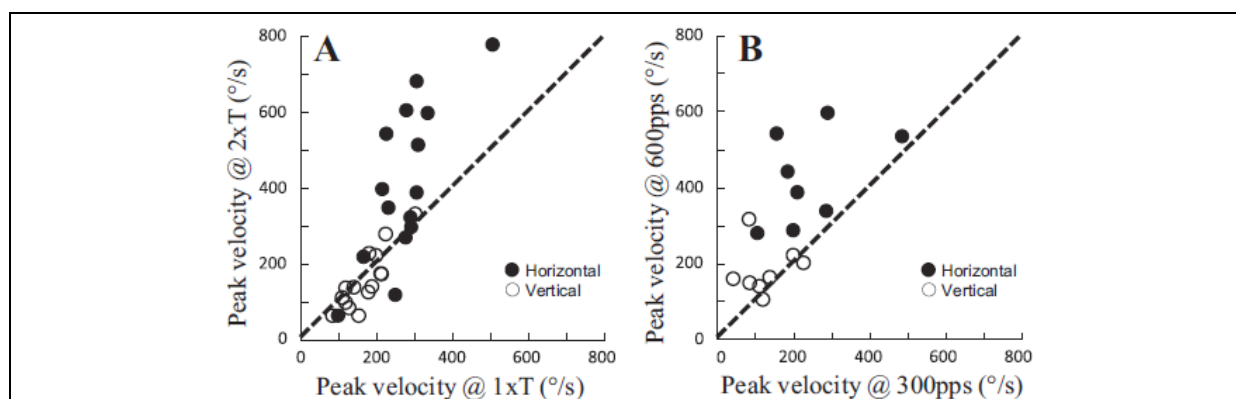 A
Peak velocity @ 2xT (°/s)
800
600
400
200
0
0 200 400 600 800
Peak velocity @ 1xT (°/s)
Horizontal
Vertical
B
Peak velocity @ 600pps (°/s)
800
600
400
200
0
0 200 400 600 800
Peak velocity @ 300pps (°/s)
Horizontal
Vertical